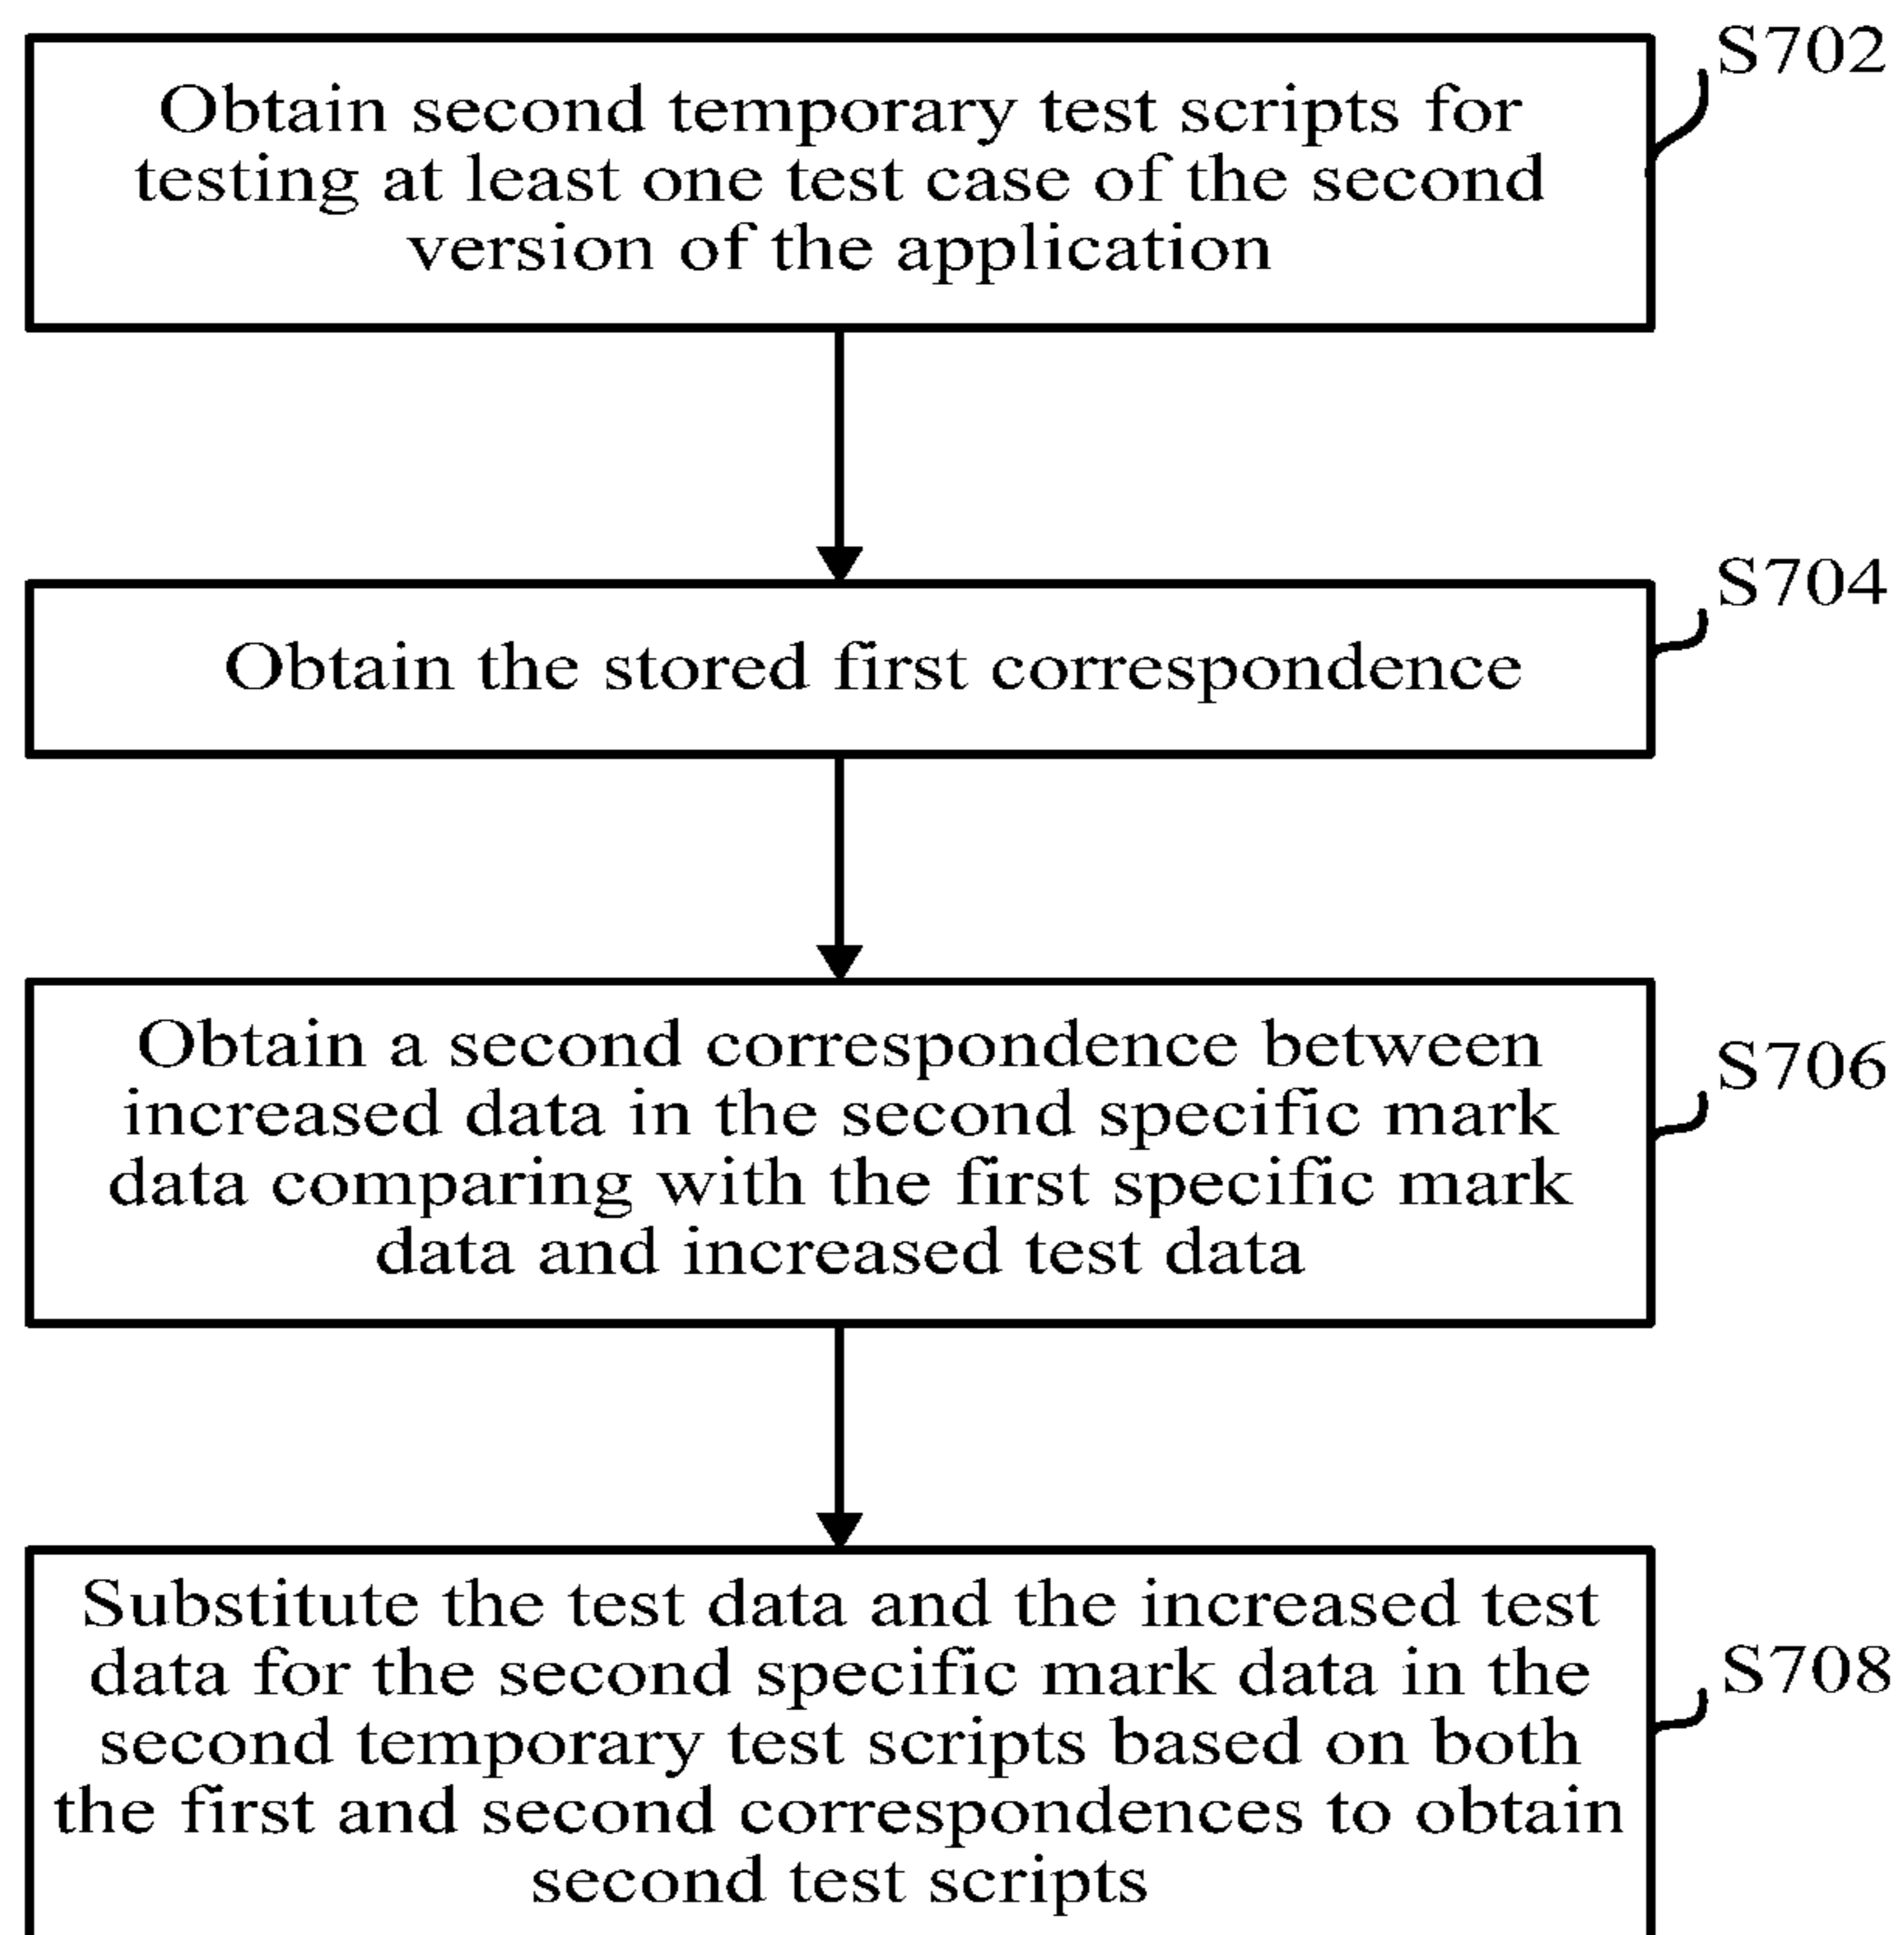 S702
Obtain second temporary test scripts for
testing at least one test case of the second
version of the application
S704
Obtain the stored first correspondence
Obtain a second correspondence between
increased data in the second specific mark
data comparing with the first specific mark
data and increased test data
S706
Substitute the test data and the increased test
data for the second specific mark data in the
second temporary test scripts based on both
the first and second correspondences to obtain
second test scripts
S708